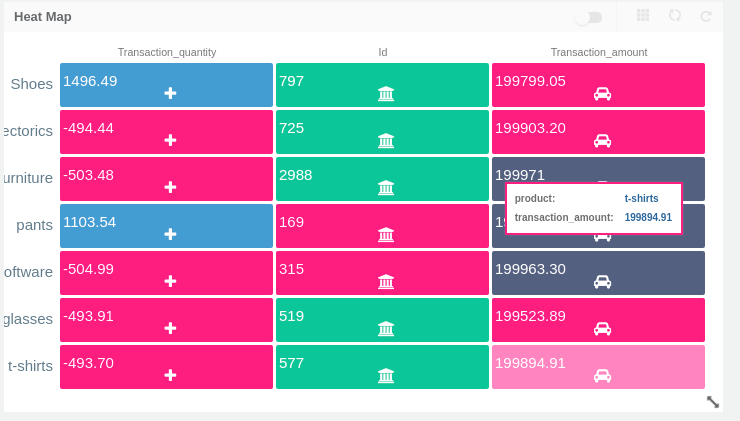 Heat Map
Transaction_quantity Id Transaction_amount
Shoes 1496.49 797 199799.05
ectorics -494.44 725 199903.20
urniture -503.48 2988 199971
product: t-shirts
transaction_amount: 199894.91
pants 1103.54 169
oftware -504.99 315 199963.30
glasses -493.91 519 199523.89
t-shirts -493.70 577 199894.91